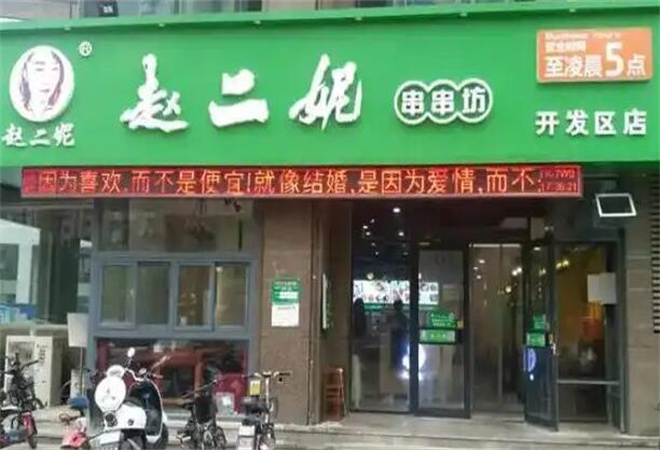 ®
赵二妮
赵二妮
串串坊
营业时间
至凌晨5点
开发区店
是因为喜欢,而不是便宜!就像结婚,是因为爱情,而不